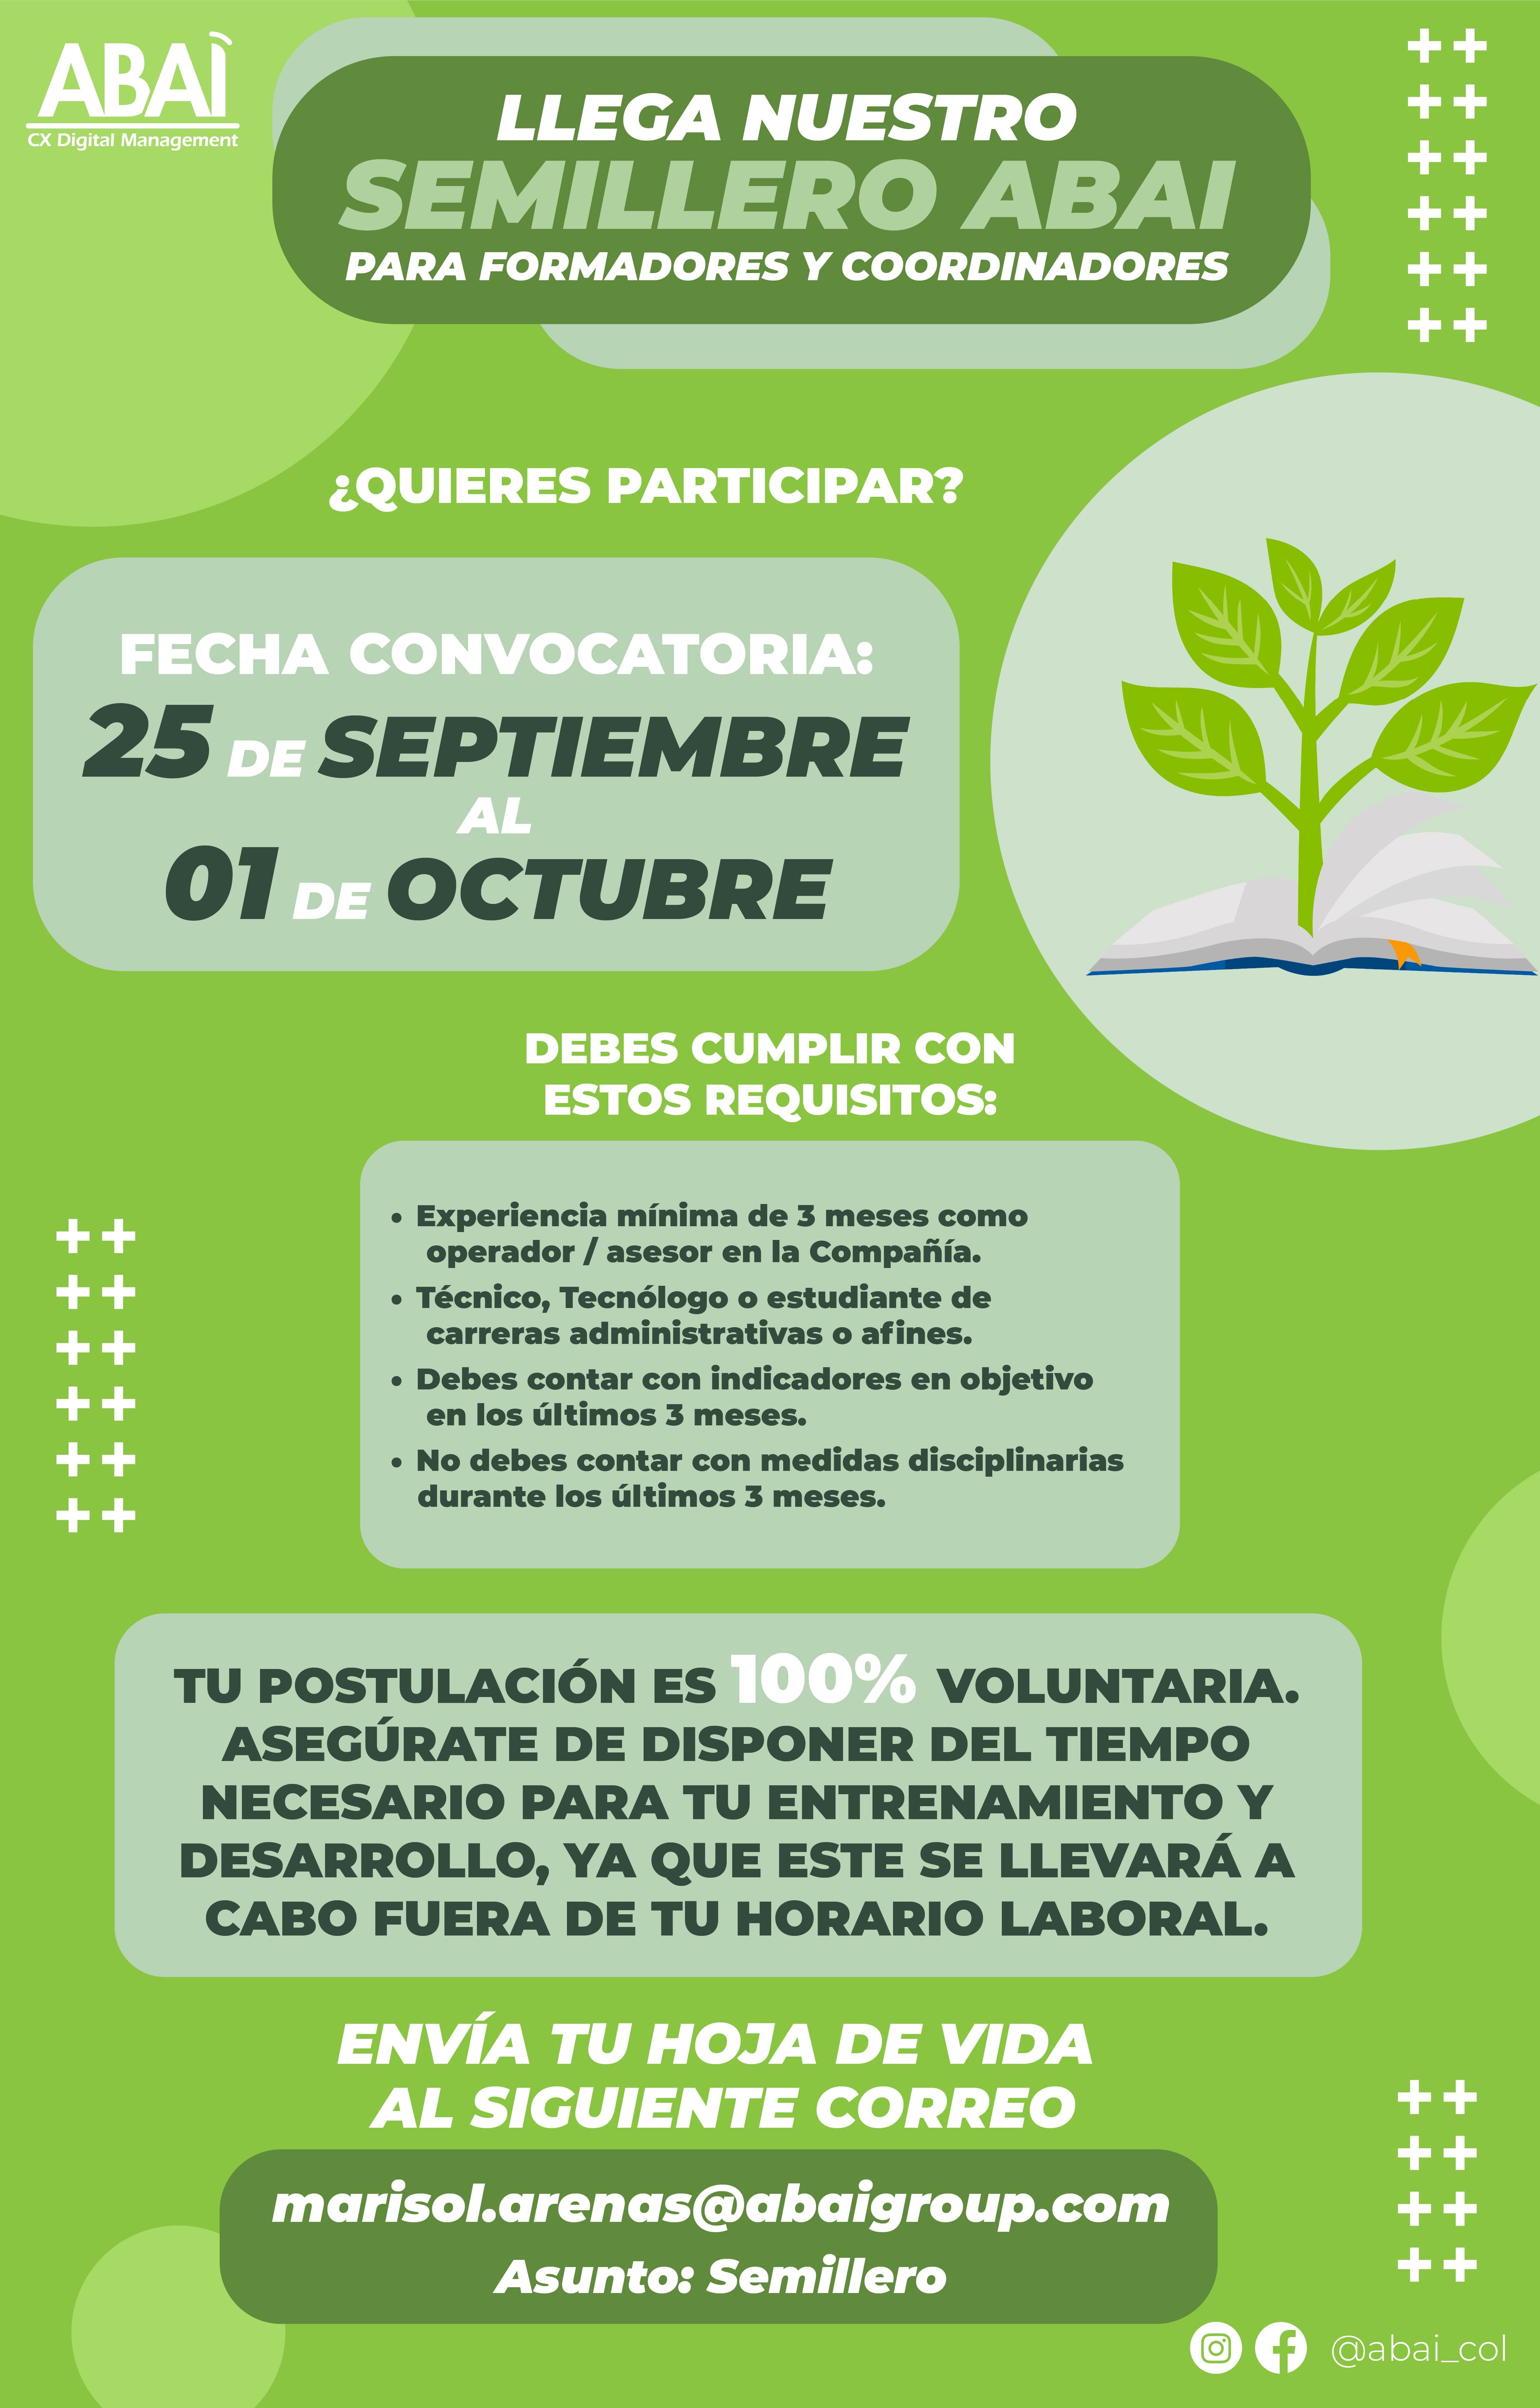 ABAÌ
CX Digital Management
LLEGA NUESTRO
SEMILLERO ABAI
PARA FORMADORES Y COORDINADORES
¿QUIERES PARTICIPAR?
FECHA CONVOCATORIA:
25 DE SEPTIEMBRE
AL
01 DE OCTUBRE
DEBES CUMPLIR CON
ESTOS REQUISITOS:
• Experiencia mínima de 3 meses como
operador / asesor en la Compañía.
• Técnico, Tecnólogo o estudiante de
carreras administrativas o afines.
• Debes contar con indicadores en objetivo
en los últimos 3 meses.
• No debes contar con medidas disciplinarias
durante los últimos 3 meses.
TU POSTULACIÓN ES 100% VOLUNTARIA.
ASEGÚRATE DE DISPONER DEL TIEMPO
NECESARIO PARA TU ENTRENAMIENTO Y
DESARROLLO, YA QUE ESTE SE LLEVARÁ A
CABO FUERA DE TU HORARIO LABORAL.
ENVÍA TU HOJA DE VIDA
AL SIGUIENTE CORREO
marisol.arenas@abaigroup.com
Asunto: Semillero
@abai_col